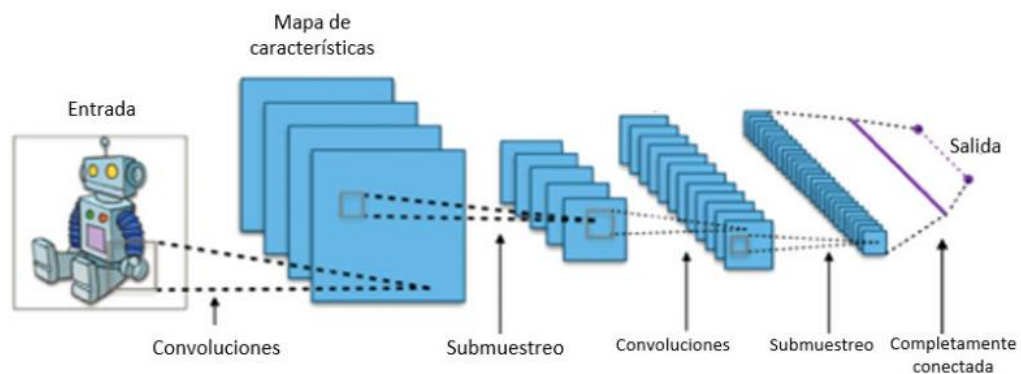 Mapa de
características
Entrada
Salida
Convoluciones
Submuestreo
Convoluciones
Submuestreo
Completamente
conectada